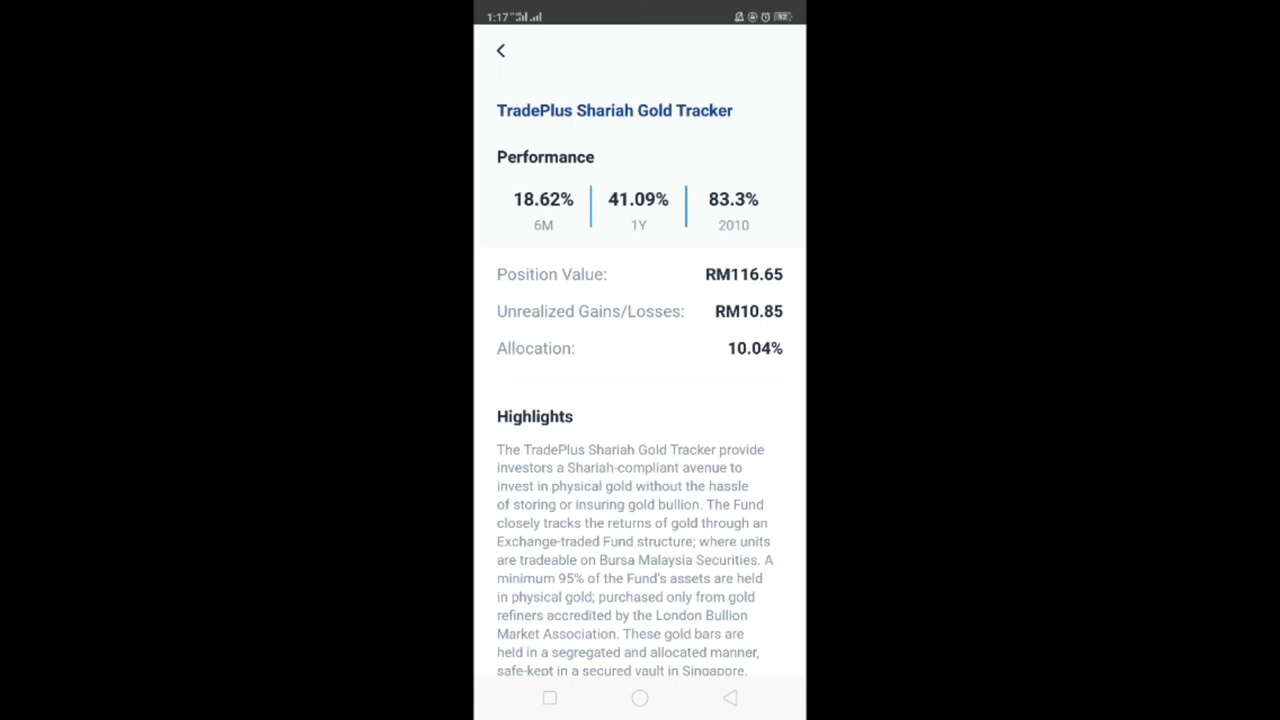 1:17
92
TradePlus Shariah Gold Tracker
Performance
18.62% 41.09% 83.3%
6M 1Y 2010
Position Value: RM116.65
Unrealized Gains/Losses: RM10.85
Allocation: 10.04%
Highlights
The TradePlus Shariah Gold Tracker provide
investors a Shariah-compliant avenue to
invest in physical gold without the hassle
of storing or insuring gold bullion. The Fund
closely tracks the returns of gold through an
Exchange-traded Fund structure; where units
are tradeable on Bursa Malaysia Securities. A
minimum 95% of the Fund's assets are held
in physical gold; purchased only from gold
refiners accredited by the London Bullion
Market Association. These gold bars are
held in a segregated and allocated manner,
safe-kept in a secured vault in Singapore.